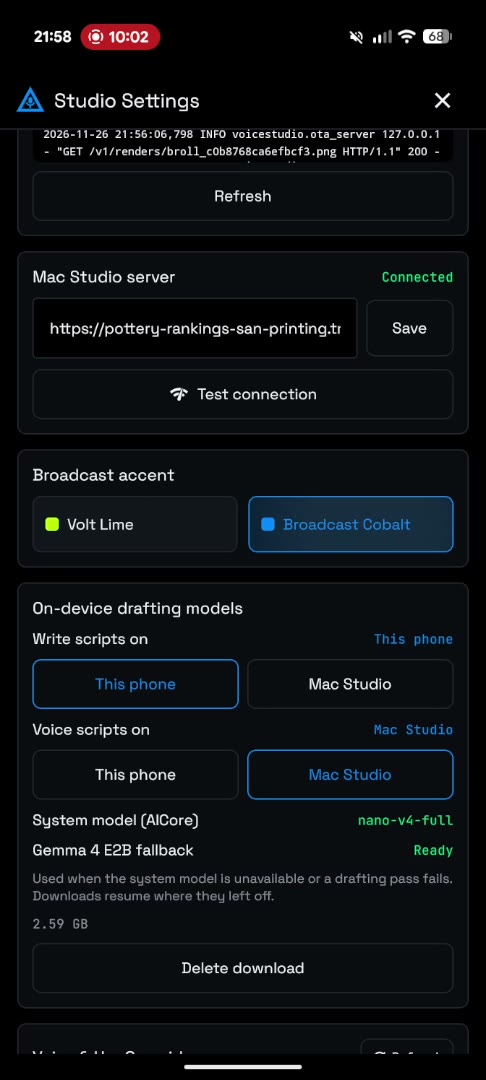 21:58 10:02 68
Studio Settings
2026-11-26 21:56:06,798 INFO voicestudio.ota_server 127.0.0.1
- "GET /v1/renders/broll_c0b8768ca6efbcf3.png HTTP/1.1" 200 -
Refresh
Mac Studio server Connected
https://pottery-rankings-san-printing.tr Save
Test connection
Broadcast accent
Volt Lime Broadcast Cobalt
On-device drafting models
Write scripts on This phone
This phone Mac Studio
Voice scripts on Mac Studio
This phone Mac Studio
System model (AICore) nano-v4-full
Gemma 4 E2B fallback Ready
Used when the system model is unavailable or a drafting pass fails.
Downloads resume where they left off.
2.59 GB
Delete download